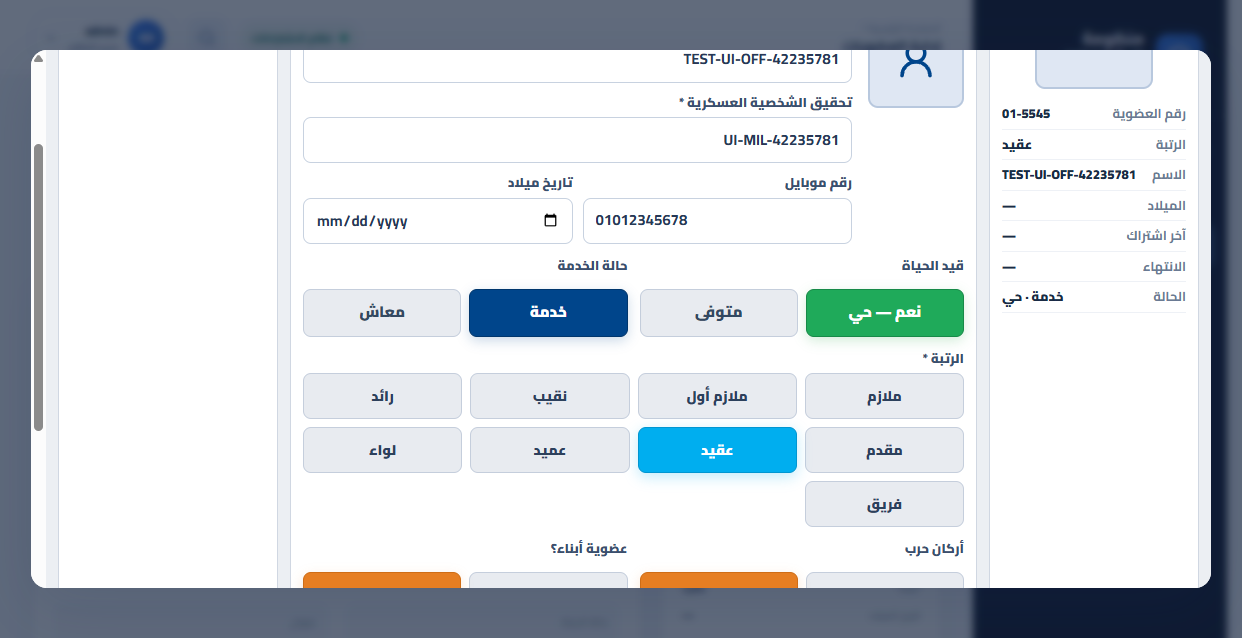 رقم العضوية 01-5545
الرتبة عقيد
الاسم TEST-UI-OFF-42235781
الميلاد —
آخر اشتراك —
الانتهاء —
الحالة خدمة · حي
TEST-UI-OFF-42235781
تحقيق الشخصية العسكرية *
UI-MIL-42235781
رقم موبايل تاريخ ميلاد
01012345678 mm/dd/yyyy
قيد الحياة حالة الخدمة
نعم — حي متوفى خدمة معاش
الرتبة *
ملازم ملازم أول نقيب رائد
مقدم عقيد عميد لواء
فريق
أركان حرب عضوية أبناء؟